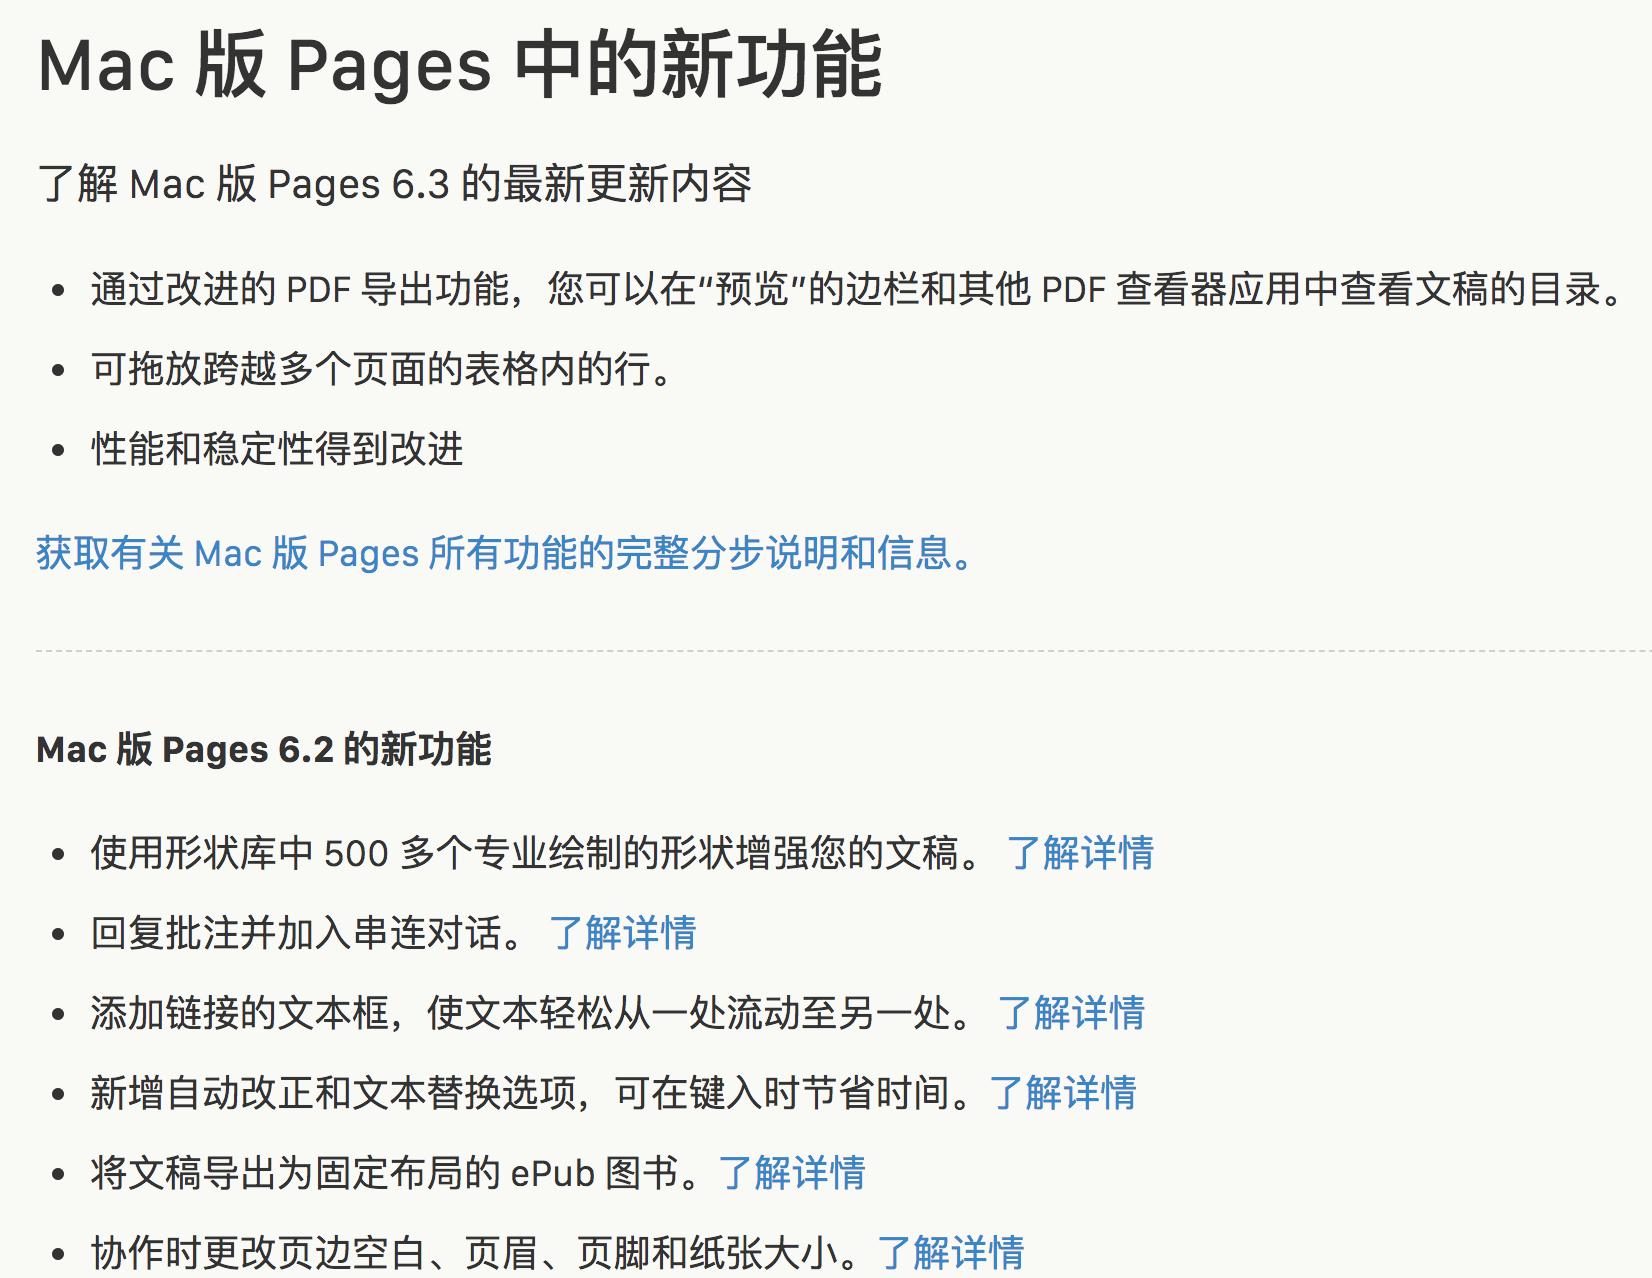 Mac 版 Pages 中的新功能
了解 Mac 版 Pages 6.3 的最新更新内容
• 通过改进的 PDF 导出功能，您可以在“预览”的边栏和其他 PDF 查看器应用中查看文稿的目录。
• 可拖放跨越多个页面的表格内的行。
• 性能和稳定性得到改进
获取有关 Mac 版 Pages 所有功能的完整分步说明和信息。
Mac 版 Pages 6.2 的新功能
• 使用形状库中 500 多个专业绘制的形状增强您的文稿。 了解详情
• 回复批注并加入串连对话。 了解详情
• 添加链接的文本框，使文本轻松从一处流动至另一处。 了解详情
• 新增自动改正和文本替换选项，可在键入时节省时间。了解详情
• 将文稿导出为固定布局的 ePub 图书。了解详情
• 协作时更改页边空白、页眉、页脚和纸张大小。了解详情